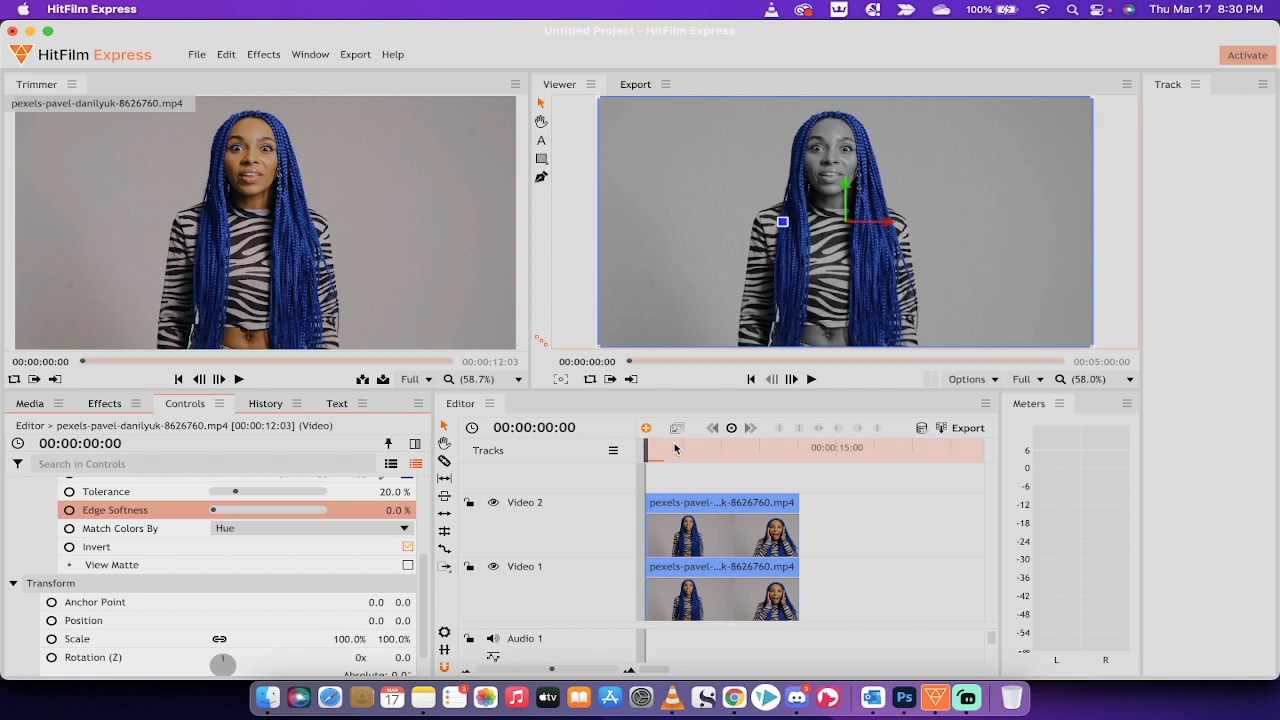 HitFilm Express 100% Thu Mar 17 8:30 PM
Untitled Project - HitFilm Express
HitFilm Express File Edit Effects Window Export Help Activate
Trimmer Viewer Export Track
pexels-pavel-danilyuk-8626760.mp4
A
00:00:00:00 00:00:12:03 00:00:00:00 00:05:00:00
Full (58.7%) Options Full (58.0%)
Media Effects Controls History Text Editor Meters
Editor > pexels-pavel-danilyuk-8626760.mp4* [00:00:12:03] (Video)
00:00:00:00 00:00:00:00 Export
Search in Controls Tracks 00:00:15:00
Tolerance 20.0 %
Edge Softness 0.0 %
Match Colors By Hue
Invert
View Matte
Transform
Anchor Point 0.0 0.0
Position 0.0 0.0
Scale 100.0% 100.0%
Rotation (Z) 0x 0.0
Video 2 pexels-pavel-...k-8626760.mp4
Video 1 pexels-pavel-...k-8626760.mp4
Audio 1
6
0
-6
-12
-18
-24
-30
-36
-42
-48
-54
-∞
L R
MAR
17
tv
Ps